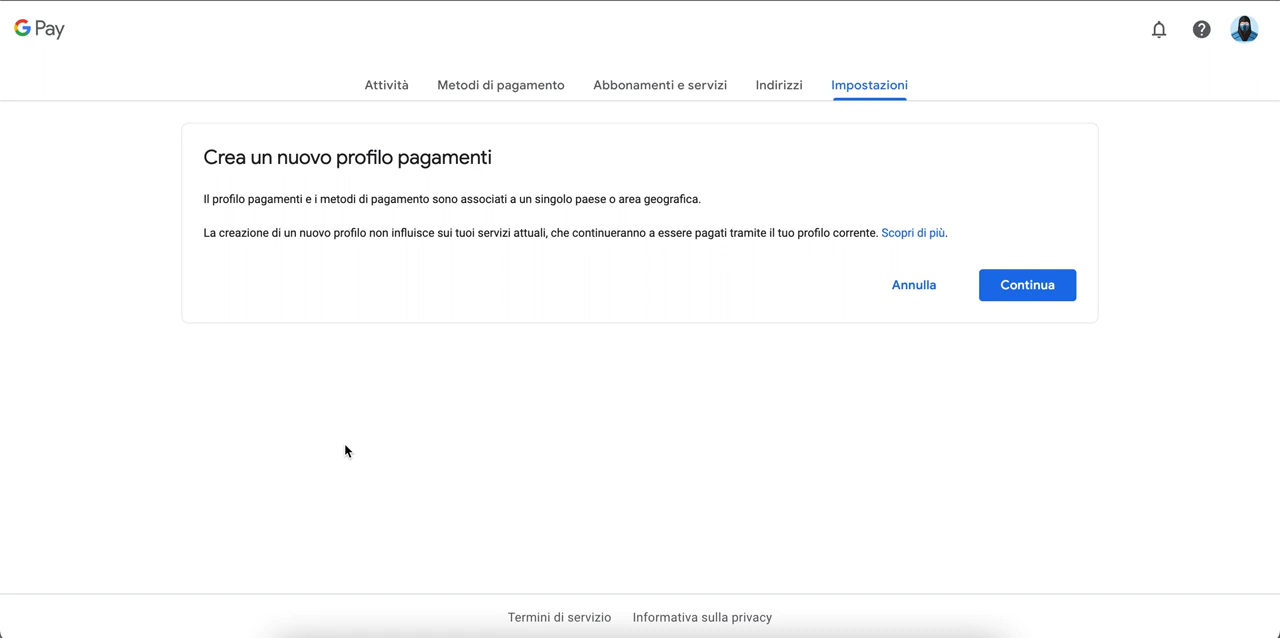 G Pay
Attività Metodi di pagamento Abbonamenti e servizi Indirizzi Impostazioni
Crea un nuovo profilo pagamenti
Il profilo pagamenti e i metodi di pagamento sono associati a un singolo paese o area geografica.
La creazione di un nuovo profilo non influisce sui tuoi servizi attuali, che continueranno a essere pagati tramite il tuo profilo corrente. Scopri di più.
Annulla Continua
Termini di servizio Informativa sulla privacy